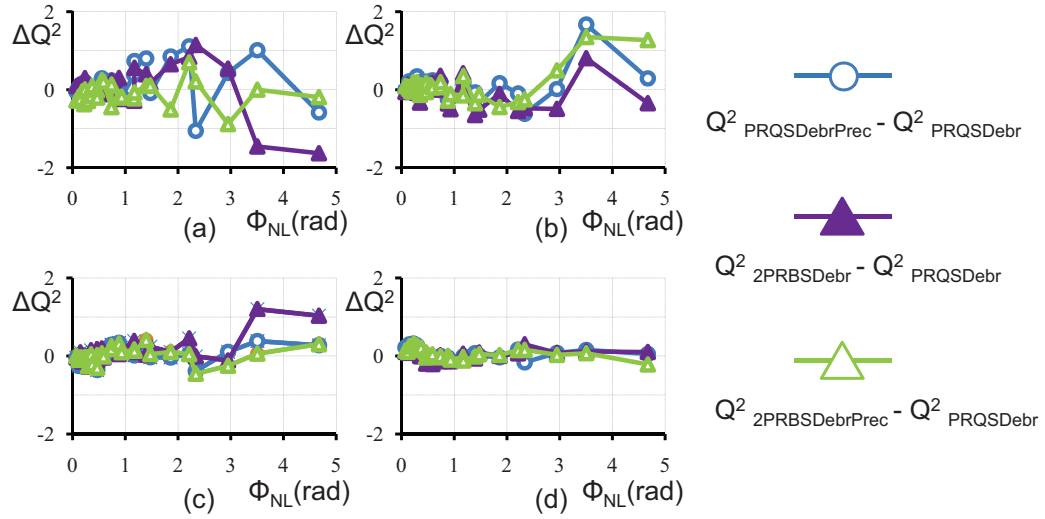 2
ΔQ²
0
-2
0 1 2 3 4 5
(a)
Φ_NL(rad)
2
ΔQ²
0
-2
0 1 2 3 4 5
(b)
Φ_NL(rad)
2
ΔQ²
0
-2
0 1 2 3 4 5
(c)
Φ_NL(rad)
2
ΔQ²
0
-2
0 1 2 3 4 5
(d)
Φ_NL(rad)
Q² PRQSDebrPrec - Q² PRQSDebr
Q² 2PRBSDebr - Q² PRQSDebr
Q² 2PRBSDebrPrec - Q² PRQSDebr